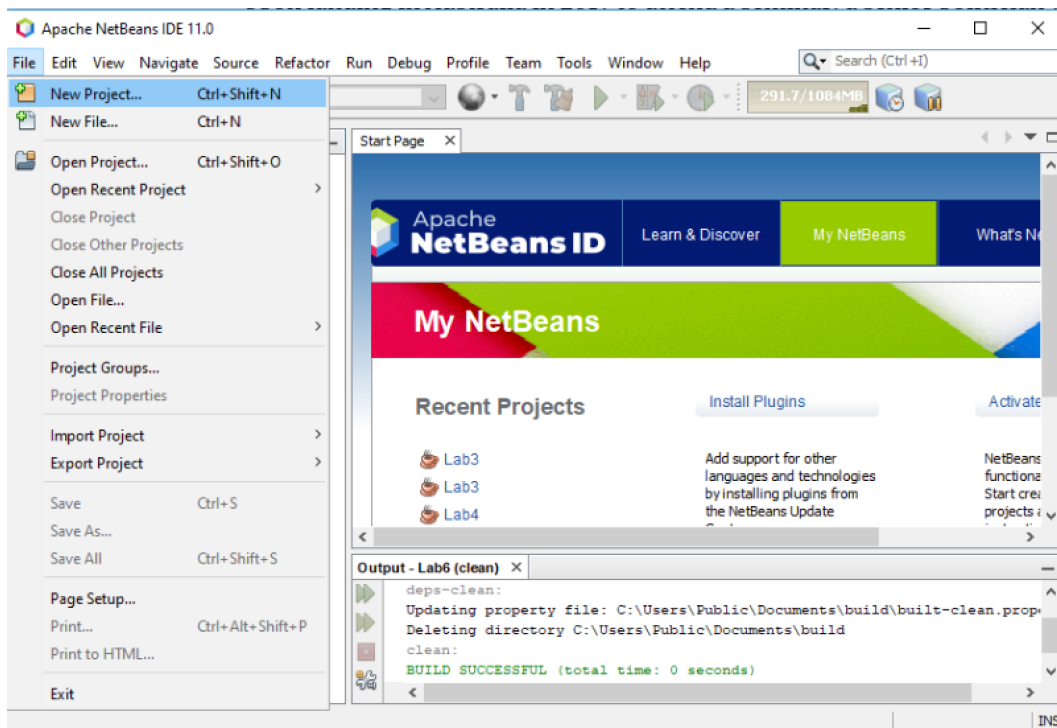 Apache NetBeans IDE 11.0
File Edit View Navigate Source Refactor Run Debug Profile Team Tools Window Help
Search (Ctrl+I)
New Project... Ctrl+Shift+N
New File... Ctrl+N
Open Project... Ctrl+Shift+O
Open Recent Project
Close Project
Close Other Projects
Close All Projects
Open File...
Open Recent File
Project Groups...
Project Properties
Import Project
Export Project
Save Ctrl+S
Save As...
Save All Ctrl+Shift+S
Page Setup...
Print... Ctrl+Alt+Shift+P
Print to HTML...
Exit
291.7/1084MB
Start Page
Apache
NetBeans ID
Learn & Discover
My NetBeans
What's Ne
My NetBeans
Recent Projects
Lab3
Lab3
Lab4
Install Plugins
Add support for other
languages and technologies
by installing plugins from
the NetBeans Update
Activate
NetBeans
functiona
Start crea
projects a
Output - Lab6 (clean)
deps-clean:
Updating property file: C:\Users\Public\Documents\build\built-clean.prop
Deleting directory C:\Users\Public\Documents\build
clean:
BUILD SUCCESSFUL (total time: 0 seconds)
INS